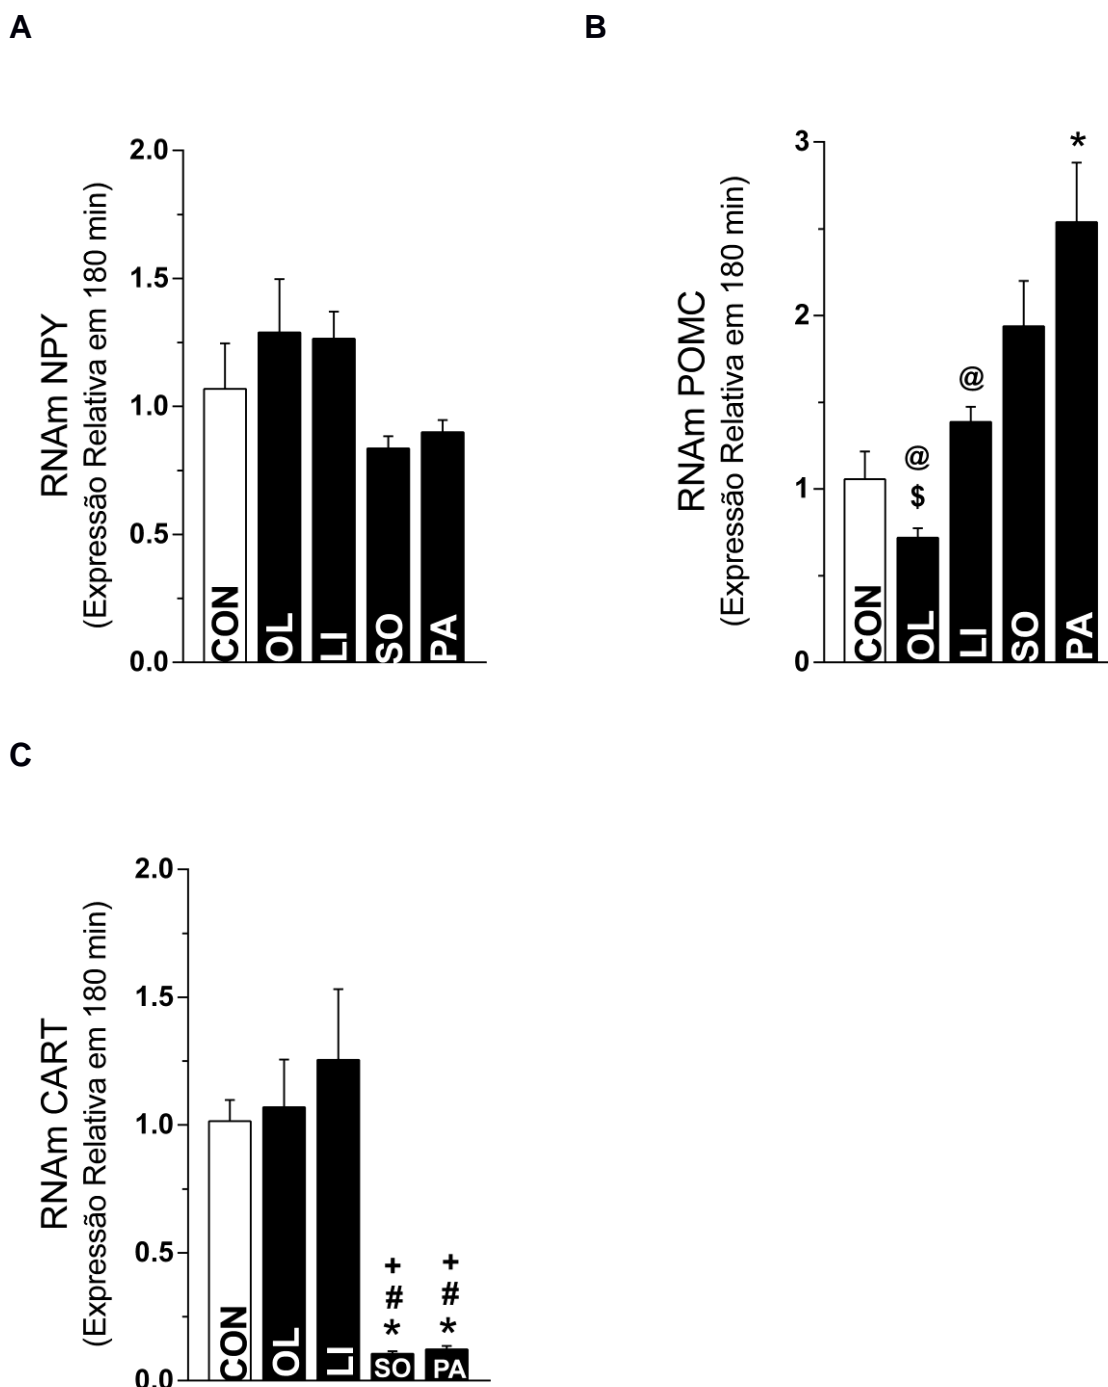 A
B
RNAm NPY
(Expressão Relativa em 180 min)
2.0
1.5
1.0
0.5
0.0
CON
OL
LI
SO
PA
RNAm POMC
(Expressão Relativa em 180 min)
3
2
1
0
*
@
@
$
CON
OL
LI
SO
PA
C
RNAm CART
(Expressão Relativa em 180 min)
2.0
1.5
1.0
0.5
0.0
+ +
# #
* *
CON
OL
LI
SO
PA